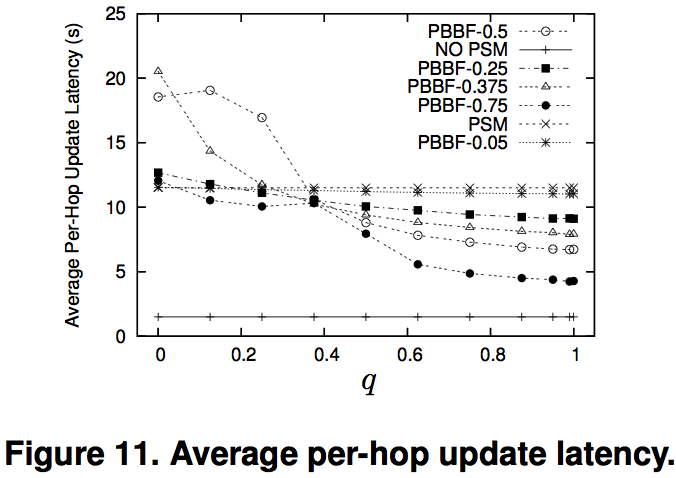 25
20
15
10
5
0
Average Per-Hop Update Latency (s)
PBBF-0.5
NO PSM
PBBF-0.25
PBBF-0.375
PBBF-0.75
PSM
PBBF-0.05
0 0.2 0.4 0.6 0.8 1
q
Figure 11. Average per-hop update latency.